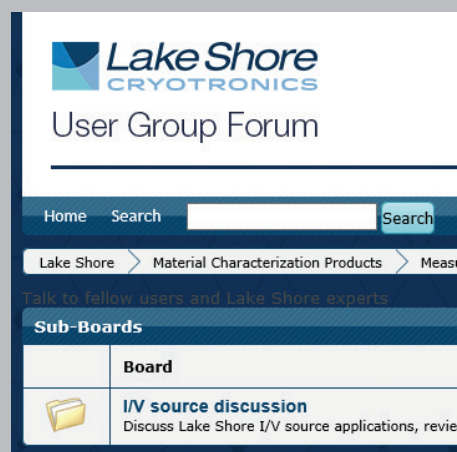 Lake Shore
CRYOTRONICS
User Group Forum
Home Search Search
Lake Shore Material Characterization Products
Talk to fellow users and Lake Shore experts
Sub-Boards
Board
I/V source discussion
Discuss Lake Shore I/V source applications,